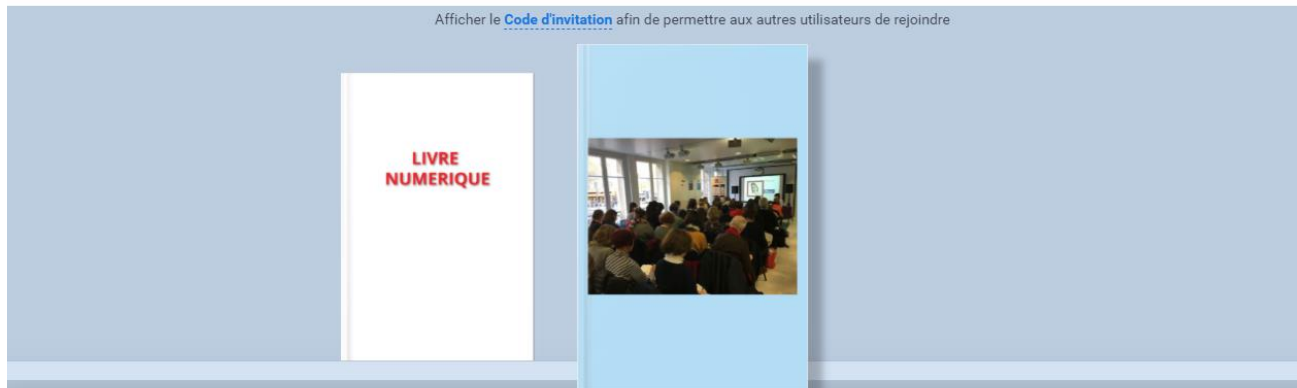 Afficher le Code d'invitation afin de permettre aux autres utilisateurs de rejoindre
LIVRE
NUMERIQUE